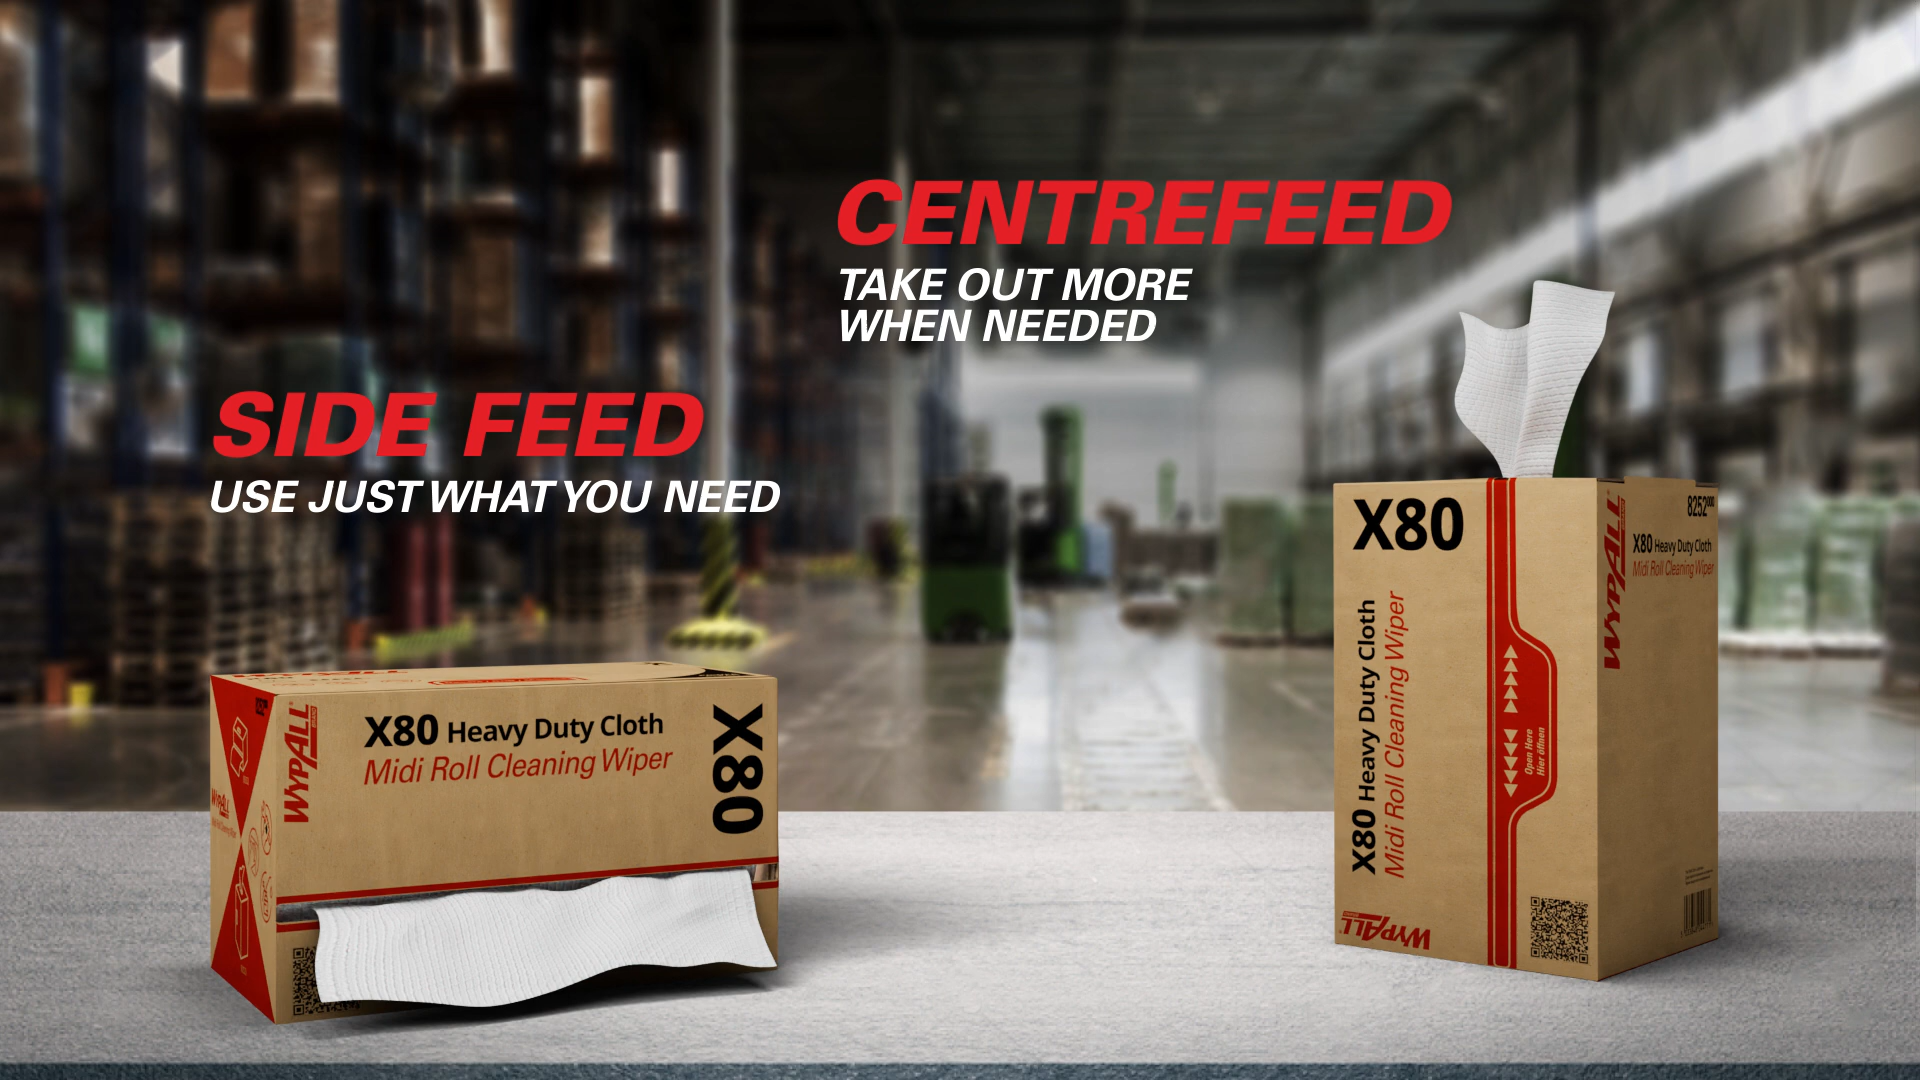 CENTREFEED
TAKE OUT MORE
WHEN NEEDED
SIDE FEED
USE JUST WHAT YOU NEED
X80
X80 Heavy Duty Cloth
Midi Roll Cleaning Wiper
Open Here
Hier öffnen
WYPALL
WYPALL
8252
X80 Heavy Duty Cloth
Midi Roll Cleaning Wiper
WYPALL
X80 Heavy Duty Cloth
Midi Roll Cleaning Wiper
X80
WYPALL